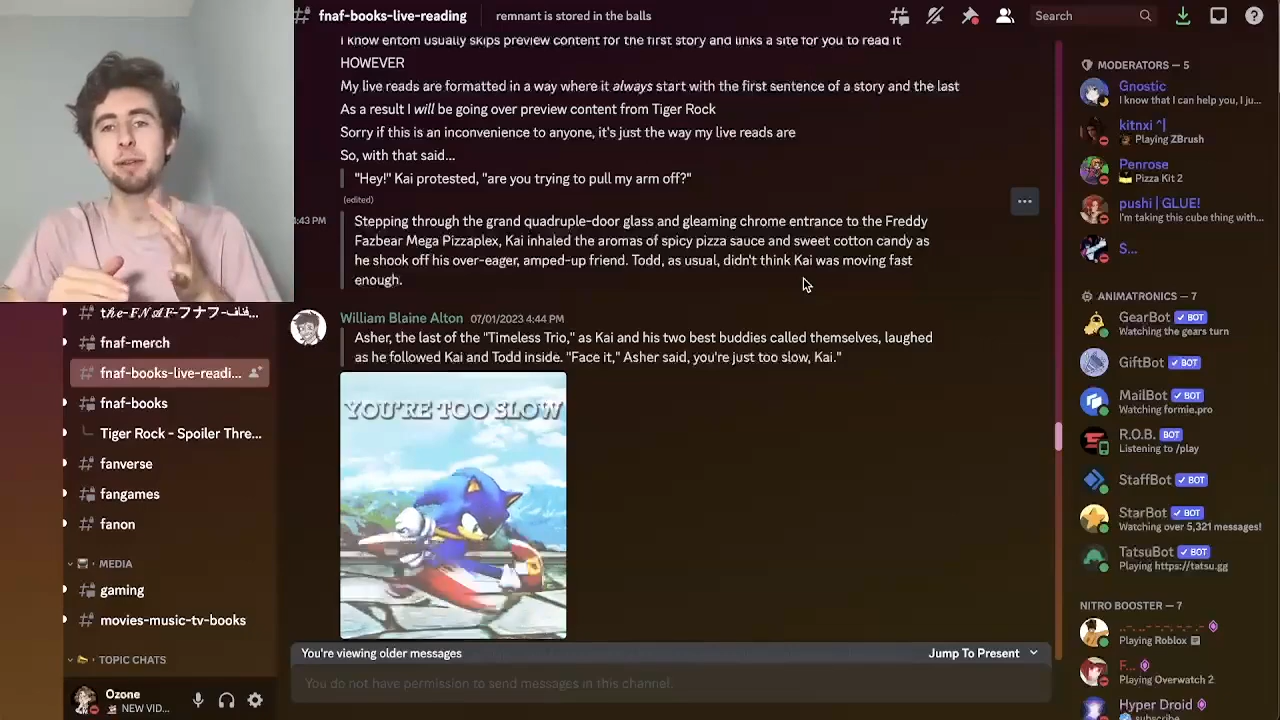 fnaf-books-live-reading
remnant is stored in the balls
Search
I know entom usually skips preview content for the first story and links a site for you to read it
HOWEVER
My live reads are formatted in a way where it always start with the first sentence of a story and the last
As a result I will be going over preview content from Tiger Rock
Sorry if this is an inconvenience to anyone, it's just the way my live reads are
So, with that said...
"Hey!" Kai protested, "are you trying to pull my arm off?"
(edited)
4:43 PM
Stepping through the grand quadruple-door glass and gleaming chrome entrance to the Freddy
Fazbear Mega Pizzaplex, Kai inhaled the aromas of spicy pizza sauce and sweet cotton candy as
he shook off his over-eager, amped-up friend. Todd, as usual, didn't think Kai was moving fast
enough.
William Blaine Alton 07/01/2023 4:44 PM
Asher, the last of the "Timeless Trio," as Kai and his two best buddies called themselves, laughed
as he followed Kai and Todd inside. "Face it," Asher said, you're just too slow, Kai."
YOU'RE TOO SLOW
You're viewing older messages
Jump To Present
You do not have permission to send messages in this channel.
fnaf-merch
fnaf-books-live-readi...
fnaf-books
Tiger Rock - Spoiler Thre...
fanverse
fangames
fanon
MEDIA
gaming
movies-music-tv-books
TOPIC CHATS
Ozone
NEW VID...
MODERATORS — 5
Gnostic
I know that I can help you, I ju...
kitnxi ^|
Playing ZBrush
Penrose
Pizza Kit 2
pushi | GLUE!
I'm taking this cube thing with...
S...
ANIMATRONICS — 7
GearBot BOT
Watching the gears turn
GiftBot BOT
MailBot BOT
Watching formie.pro
R.O.B. BOT
Listening to /play
StaffBot BOT
StarBot BOT
Watching over 5,321 messages!
TatsuBot BOT
Playing https://tatsu.gg
NITRO BOOSTER — 7
Playing Roblox
F...
Playing Overwatch 2
Hyper Droid
subscribe